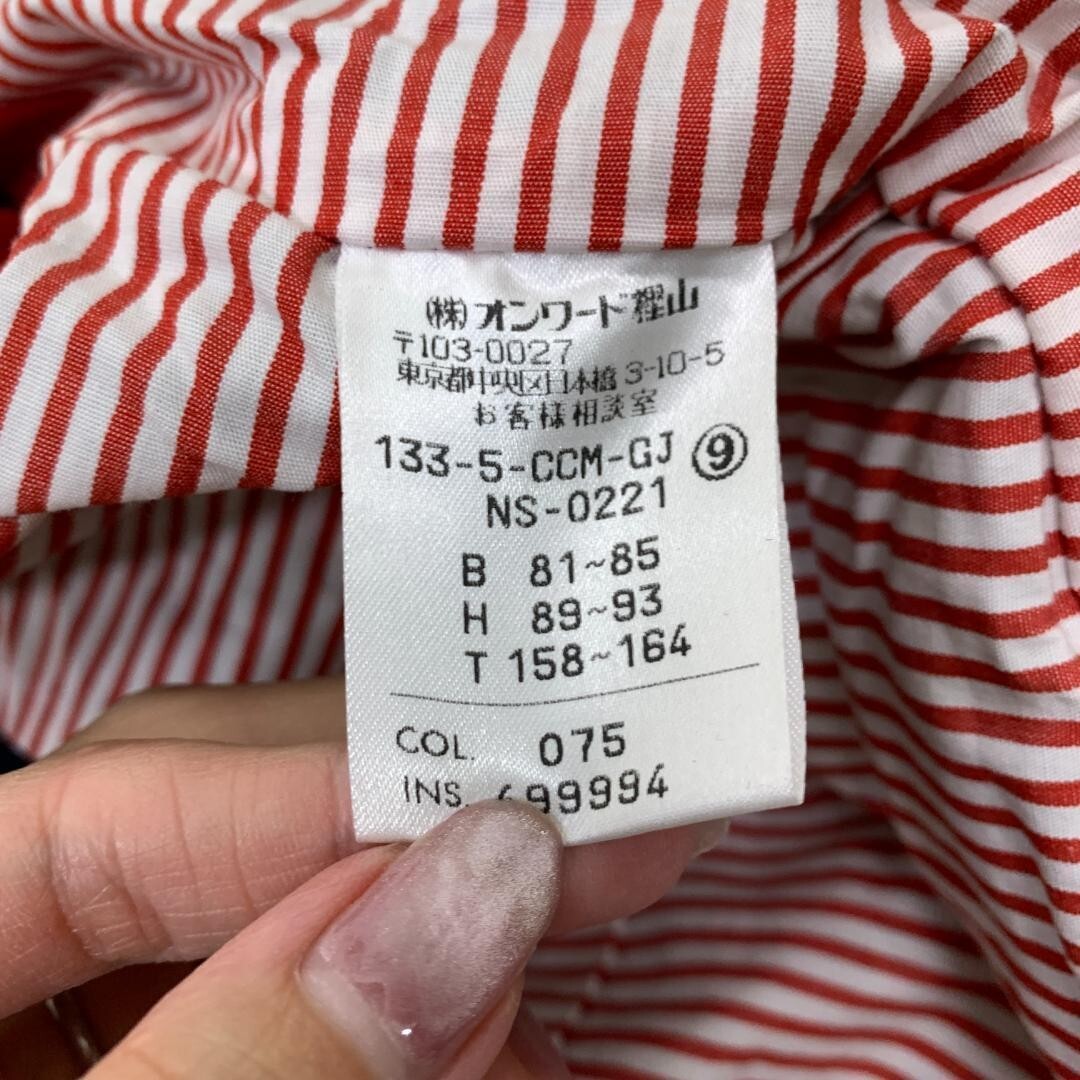 (株)オンワード樫山
〒103-0027
東京都中央区日本橋 3-10-5
お客様相談室
133-5-CCM-GJ ⑨
NS-0221
B 81~85
H 89~93
T 158~164
COL. 075
INS. 699994